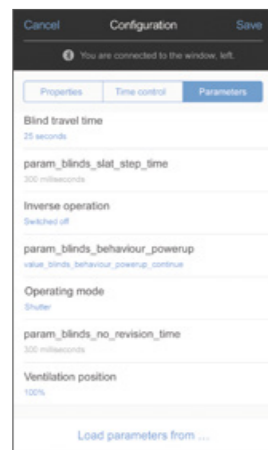 Cancel Configuration Save
You are connected to the window, left.
Properties Time control Parameters
Blind travel time
25 seconds
param_blinds_slat_step_time
300 milliseconds
Inverse operation
Switched off
param_blinds_behaviour_powerup
value_blinds_behaviour_powerup_continue
Operating mode
Shutter
param_blinds_no_revision_time
300 milliseconds
Ventilation position
100%
Load parameters from ...